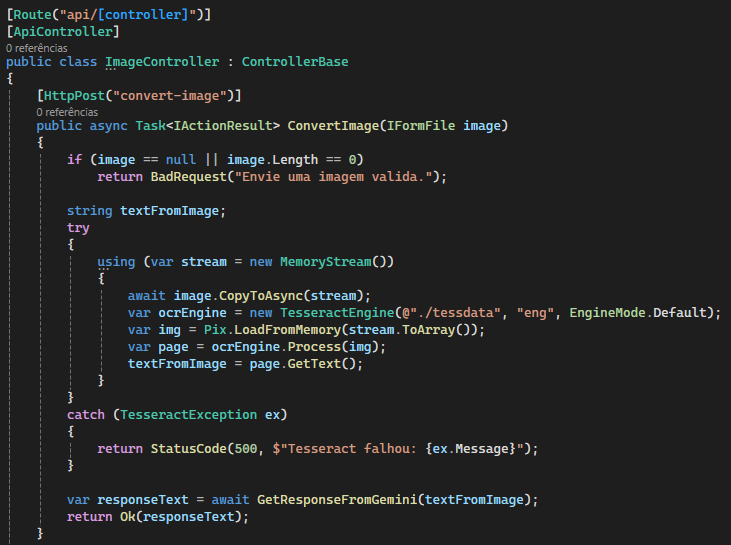 [Route("api/[controller]")]
[ApiController]
0 referências
public class ImageController : ControllerBase
{
[HttpPost("convert-image")]
0 referências
public async Task<IActionResult> ConvertImage(IFormFile image)
{
if (image == null || image.Length == 0)
return BadRequest("Envie uma imagem valida.");
string textFromImage;
try
{
using (var stream = new MemoryStream())
{
await image.CopyToAsync(stream);
var ocrEngine = new TesseractEngine(@"./tessdata", "eng", EngineMode.Default);
var img = Pix.LoadFromMemory(stream.ToArray());
var page = ocrEngine.Process(img);
textFromImage = page.GetText();
}
}
catch (TesseractException ex)
{
return StatusCode(500, $"Tesseract falhou: {ex.Message}");
}
var responseText = await GetResponseFromGemini(textFromImage);
return Ok(responseText);
}